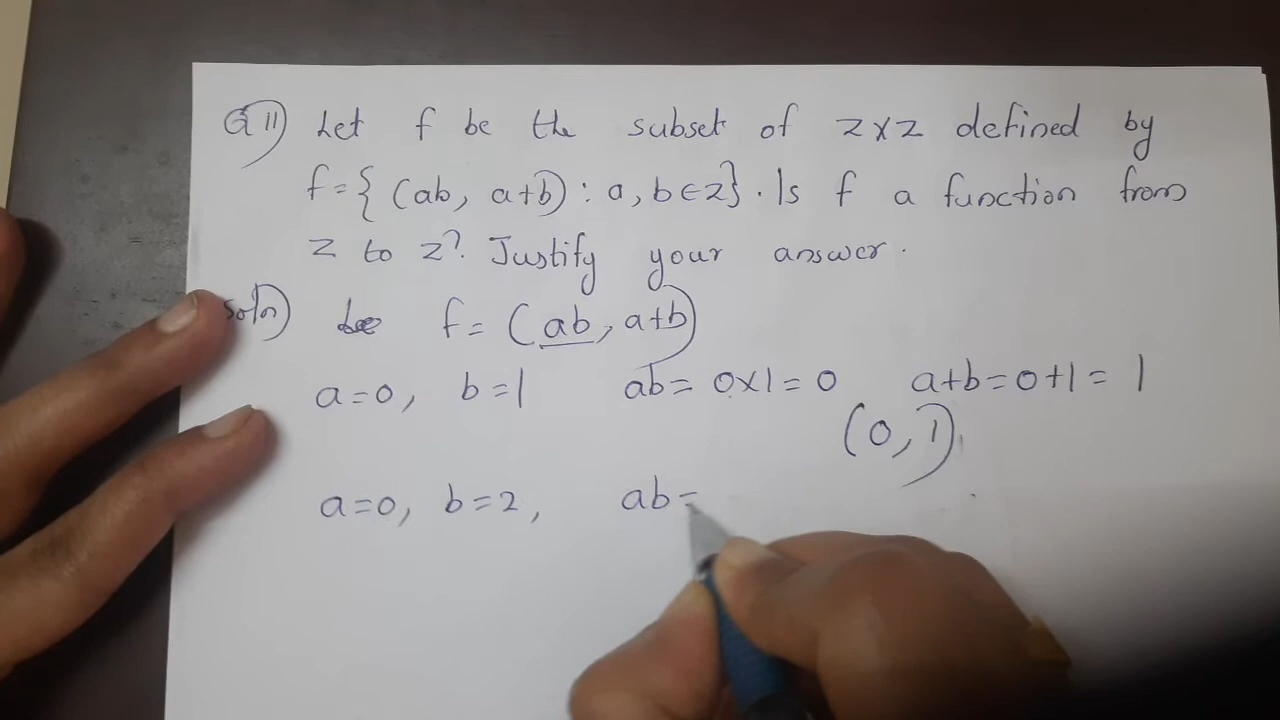 Q11) Let f be the subset of Z×Z defined by
f={(ab, a+b) : a, b∈Z}. Is f a function from
Z to Z? Justify your answer.
Soln) f= (ab, a+b)
a=0, b=1 ab= 0×1=0 a+b=0+1= 1
(0, 1)
a=0, b=2, ab=